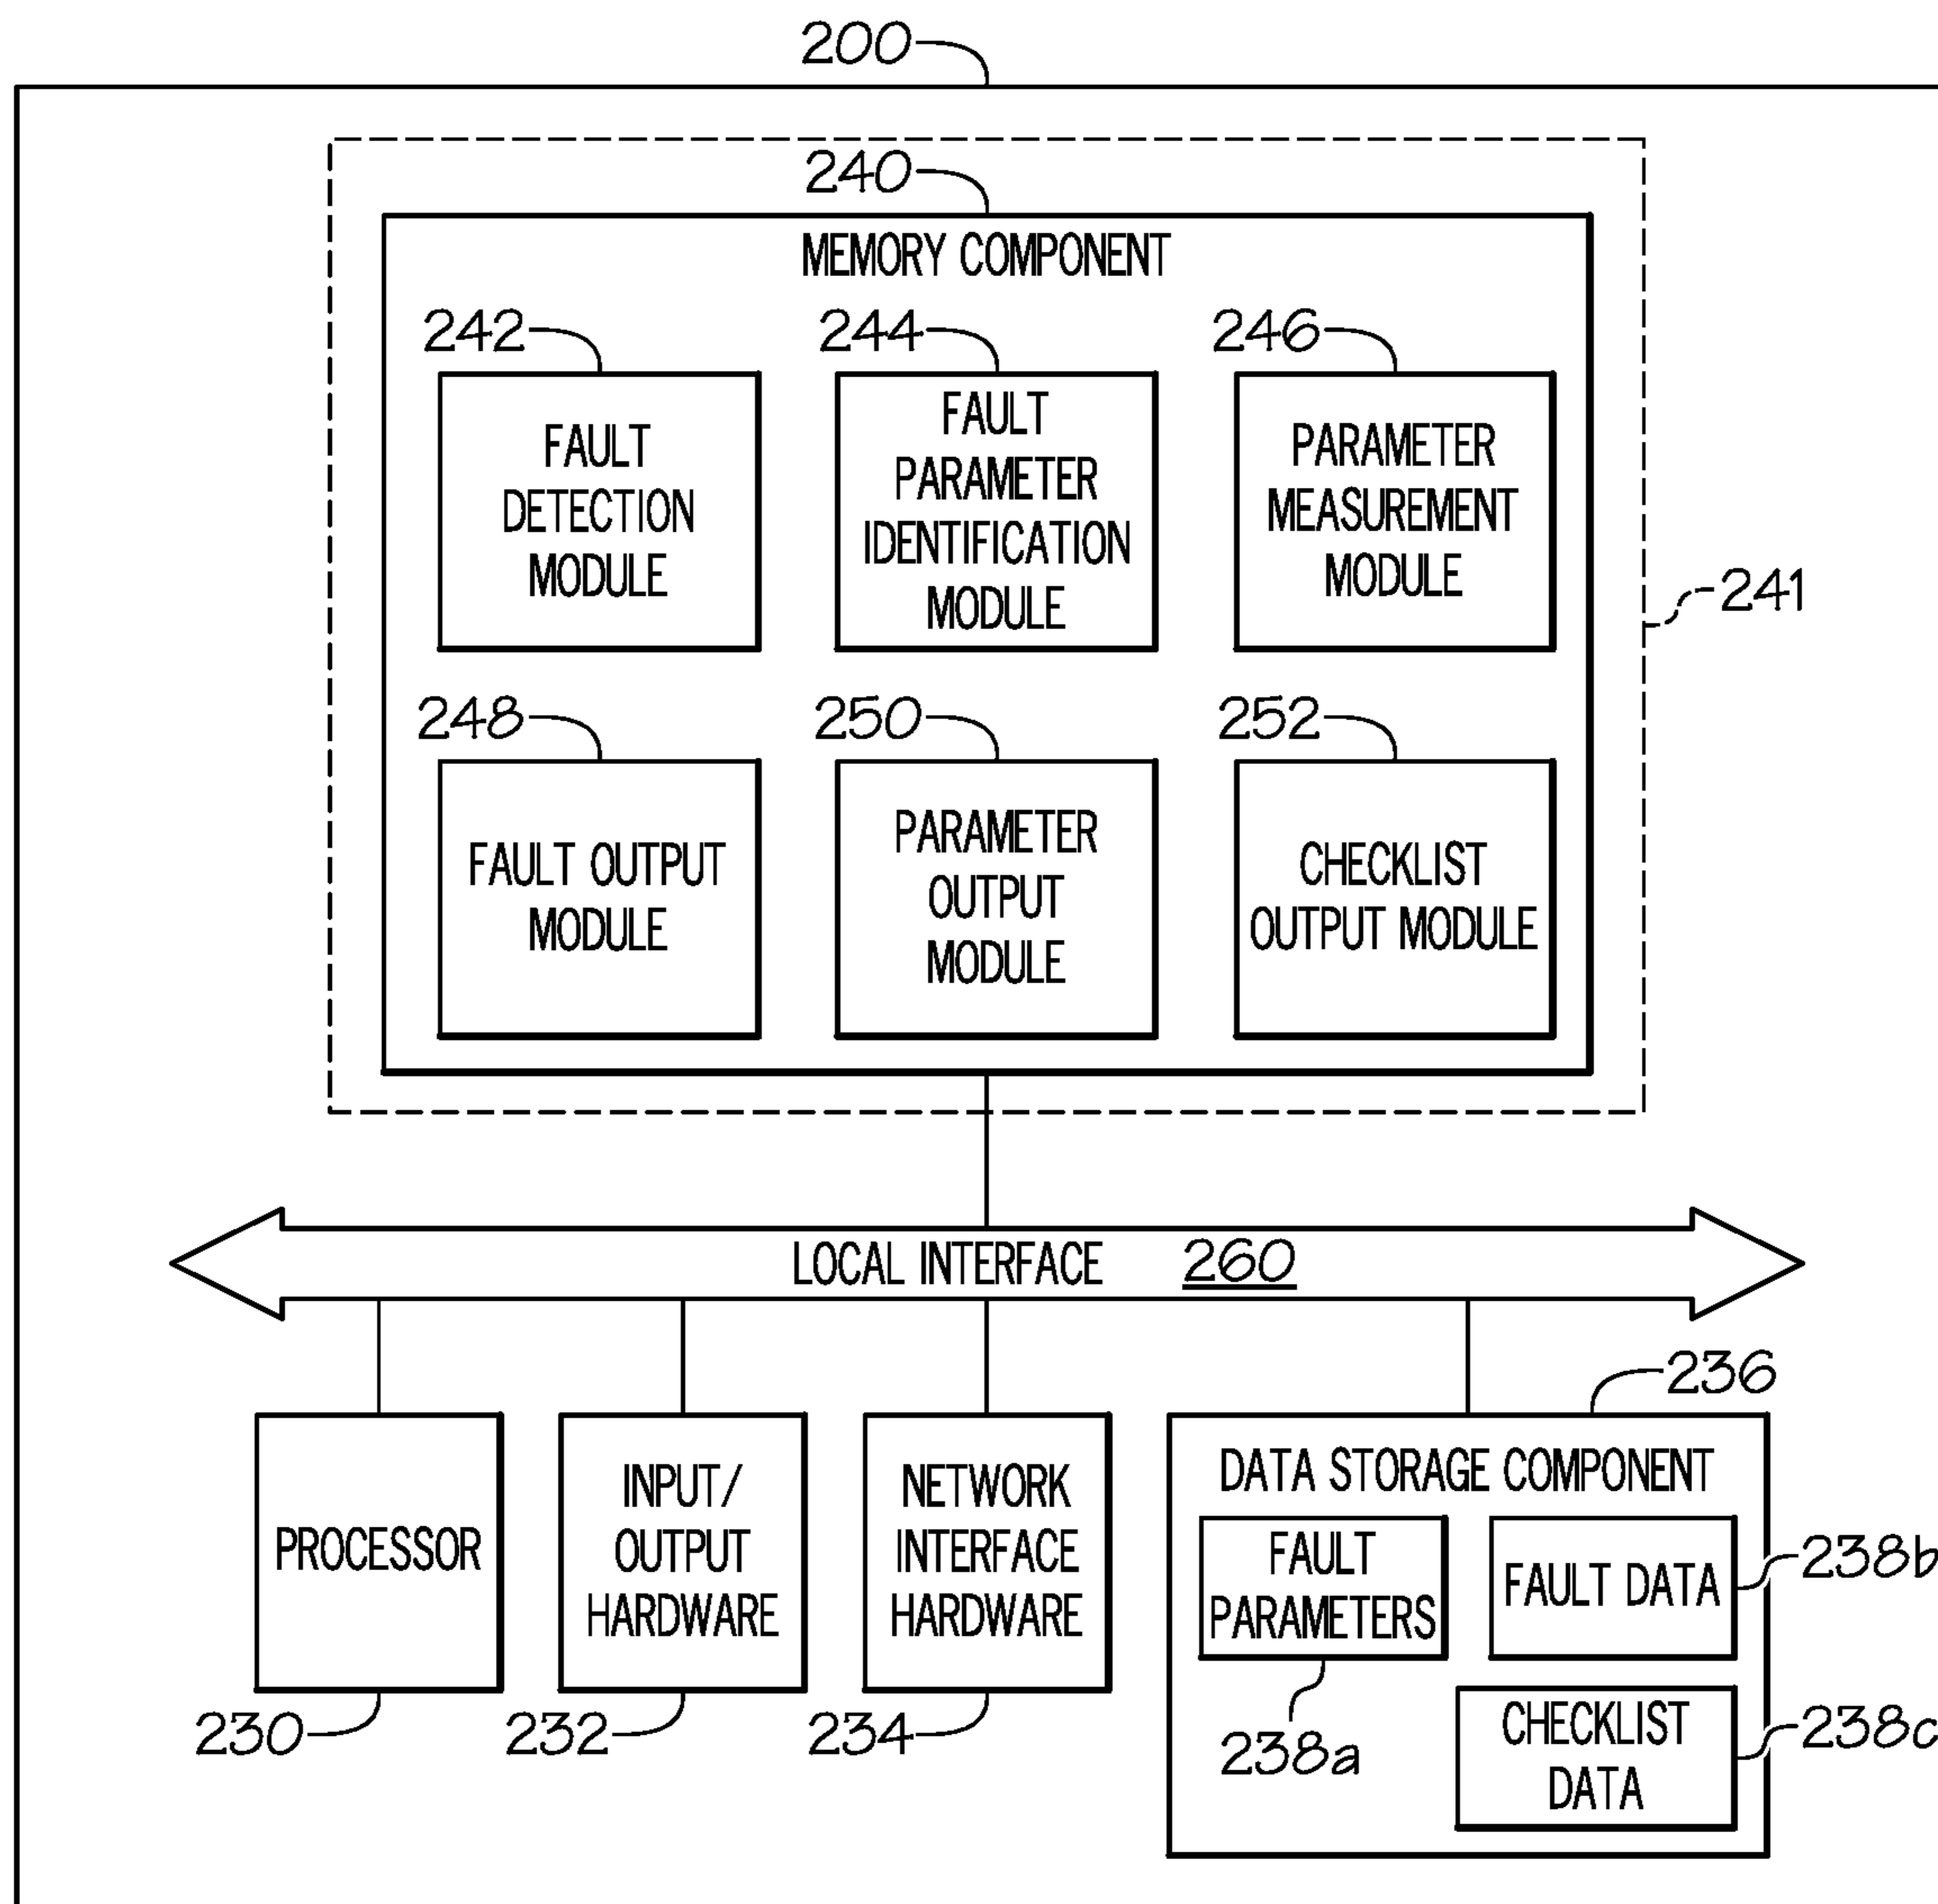 200
240
MEMORY COMPONENT
242
244
246
FAULT
DETECTION
MODULE
FAULT
PARAMETER
IDENTIFICATION
MODULE
PARAMETER
MEASUREMENT
MODULE
241
248
250
252
FAULT OUTPUT
MODULE
PARAMETER
OUTPUT
MODULE
CHECKLIST
OUTPUT MODULE
LOCAL INTERFACE 260
236
PROCESSOR
INPUT/
OUTPUT
HARDWARE
NETWORK
INTERFACE
HARDWARE
DATA STORAGE COMPONENT
FAULT
PARAMETERS
FAULT DATA
238b
230
232
234
238a
CHECKLIST
DATA
238c